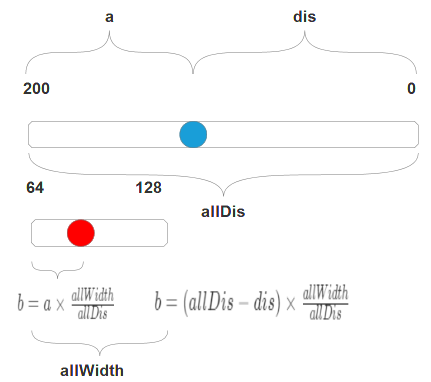 a dis
200 0
allDis
64 128
b = a × allWidth/allDis b = (allDis − dis) × allWidth/allDis
allWidth